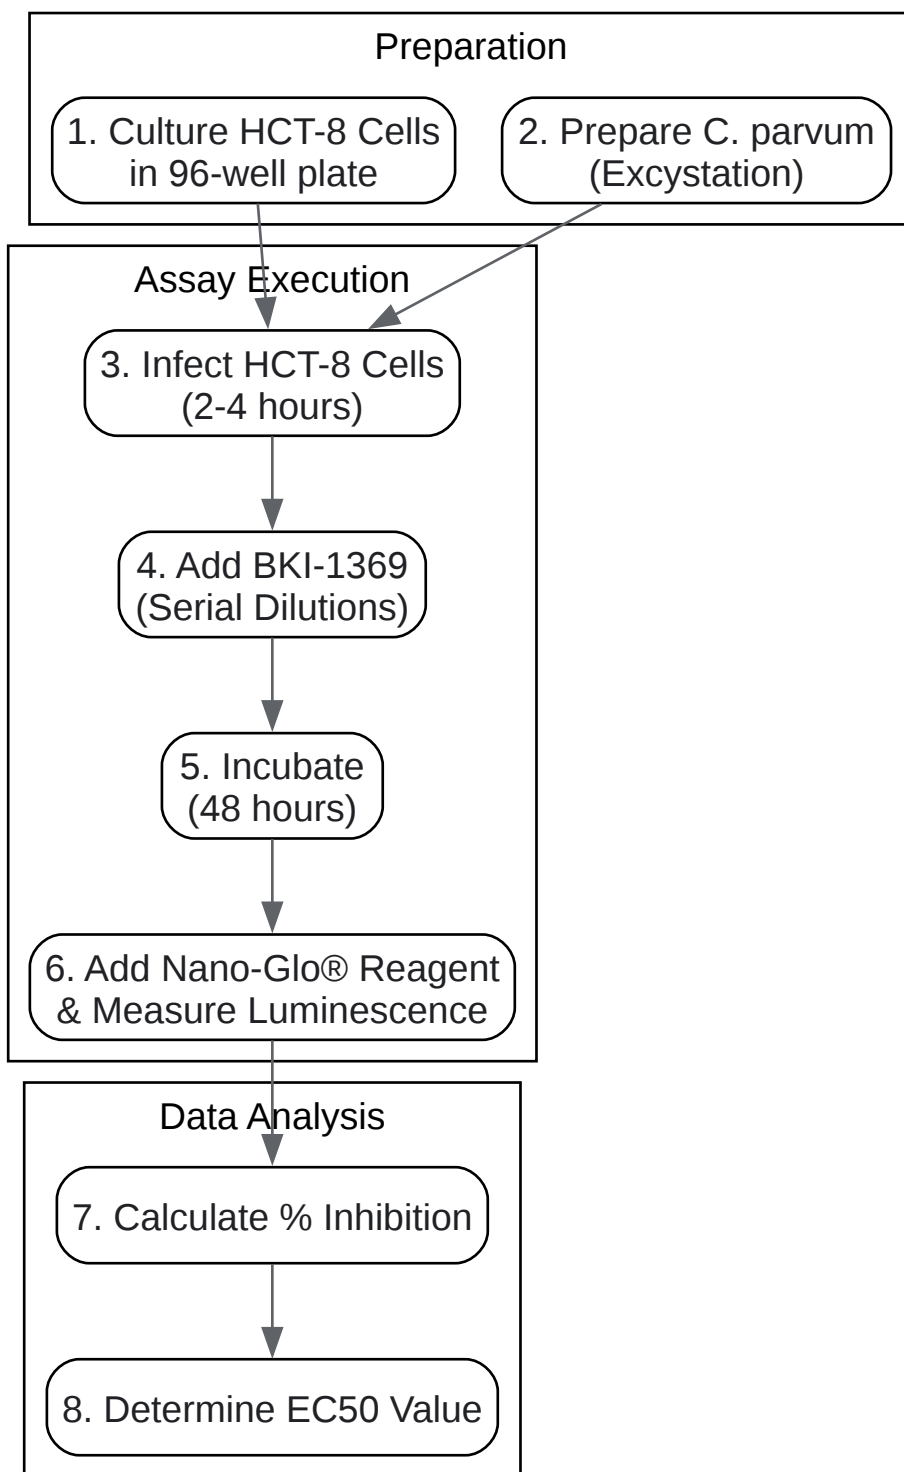 Preparation
1. Culture HCT-8 Cells
in 96-well plate
2. Prepare C. parvum
(Excystation)
Assay Execution
3. Infect HCT-8 Cells
(2-4 hours)
4. Add BKI-1369
(Serial Dilutions)
5. Incubate
(48 hours)
6. Add Nano-Glo® Reagent
& Measure Luminescence
Data Analysis
7. Calculate % Inhibition
8. Determine EC50 Value